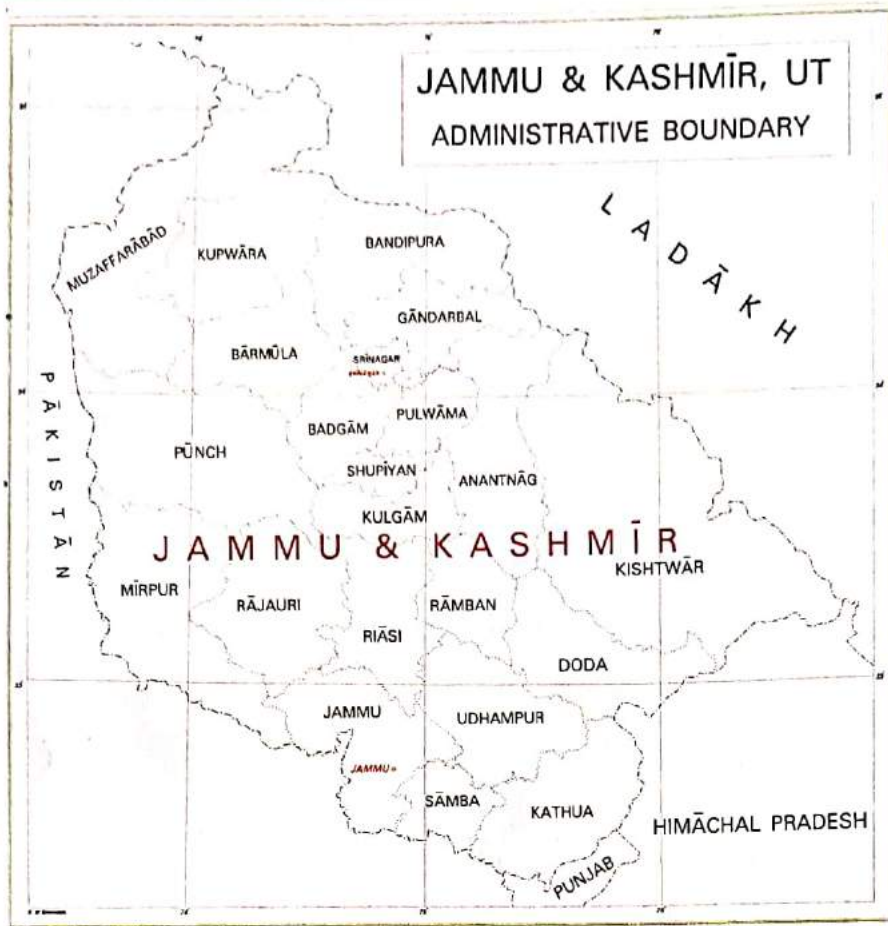 JAMMU & KASHMĪR, UT
ADMINISTRATIVE BOUNDARY
LADĀKH
MUZAFFARĀBĀD
KUPWĀRA
BANDIPURA
GĀNDARBAL
BĀRMŪLA
SRĪNAGAR
PĀKISTĀN
BADGĀM
PULWĀMA
PŪNCH
SHUPĪYAN
ANANTNĀG
KULGĀM
JAMMU & KASHMĪR
KISHTWĀR
MĪRPUR
RĀJAURI
RĀMBAN
RIĀSI
DODA
JAMMU
UDHAMPUR
JAMMU
SĀMBA
KATHUA
HIMĀCHAL PRADESH
PUNJAB